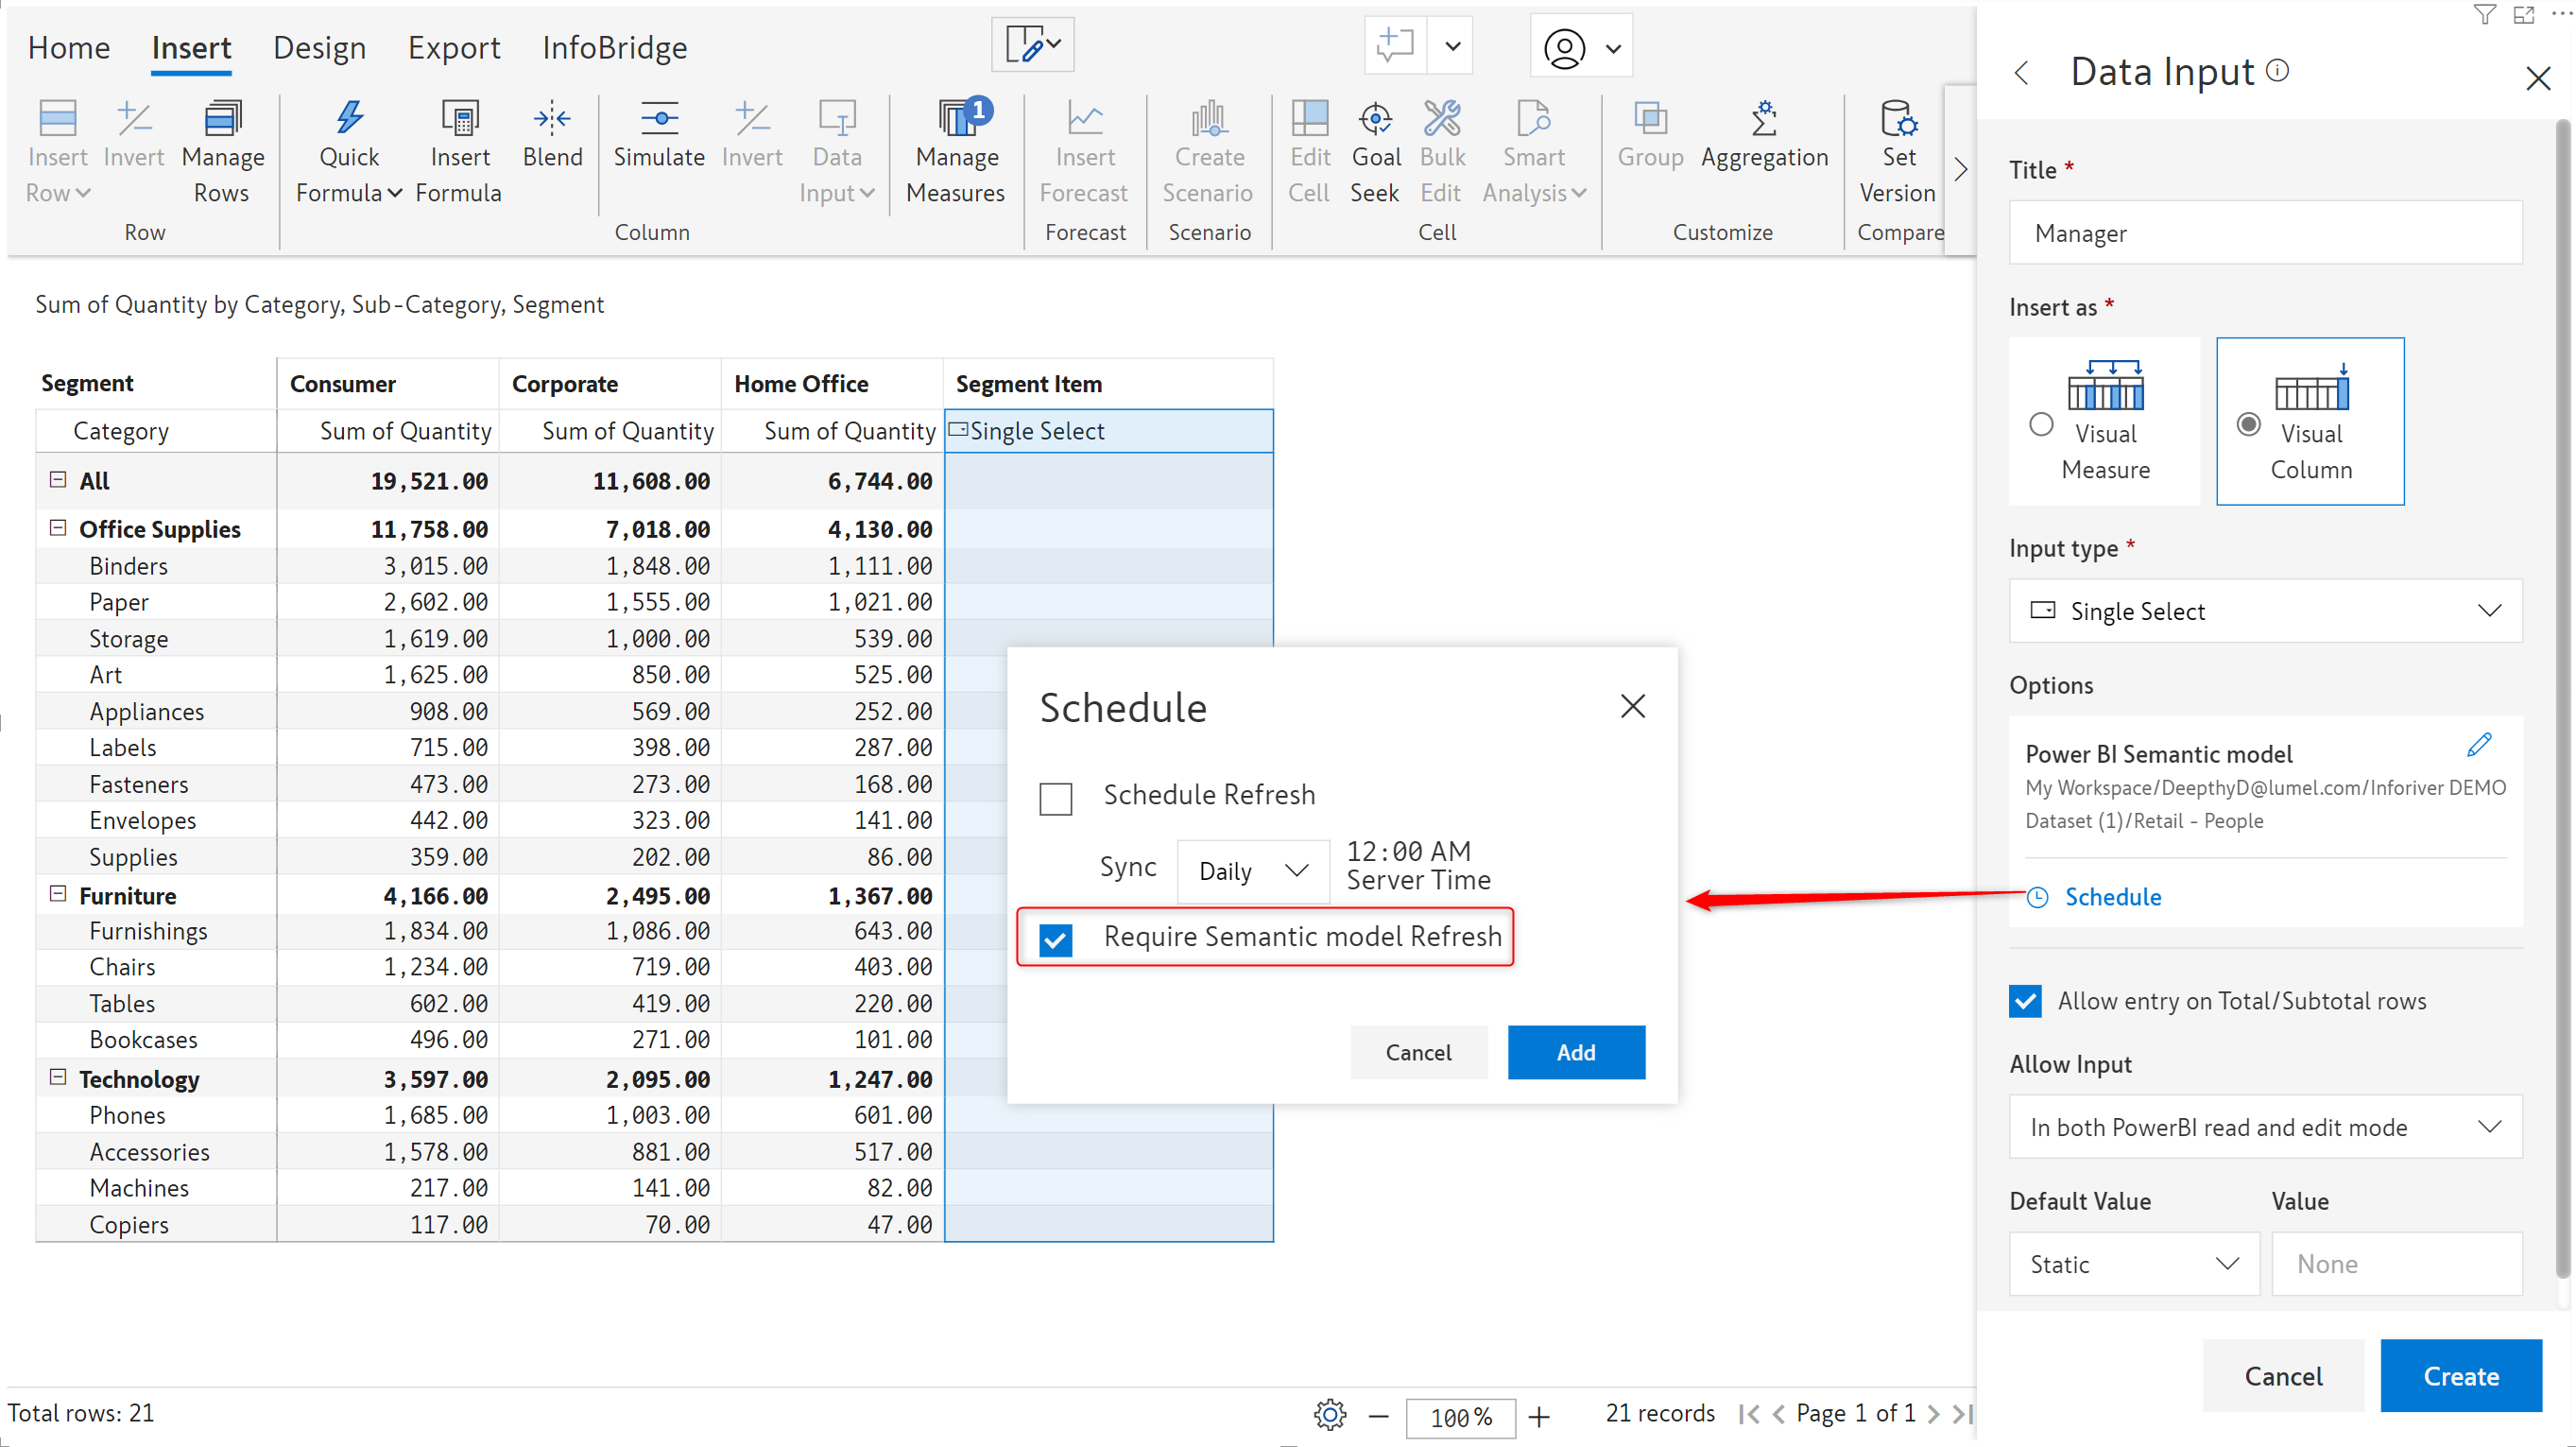 Home Insert Design Export InfoBridge
Insert Row
Invert
Manage Rows
Row
Quick Formula
Insert Formula
Blend
Simulate
Invert
Data Input
Column
1
Manage Measures
Insert Forecast
Forecast
Create Scenario
Scenario
Edit Cell
Goal Seek
Bulk Edit
Smart Analysis
Cell
Group
Aggregation
Customize
Set Version
Compare
Sum of Quantity by Category, Sub-Category, Segment
Segment Consumer Corporate Home Office Segment Item
Category Sum of Quantity Sum of Quantity Sum of Quantity Single Select
All 19,521.00 11,608.00 6,744.00
Office Supplies 11,758.00 7,018.00 4,130.00
Binders 3,015.00 1,848.00 1,111.00
Paper 2,602.00 1,555.00 1,021.00
Storage 1,619.00 1,000.00 539.00
Art 1,625.00 850.00 525.00
Appliances 908.00 569.00 252.00
Labels 715.00 398.00 287.00
Fasteners 473.00 273.00 168.00
Envelopes 442.00 323.00 141.00
Supplies 359.00 202.00 86.00
Furniture 4,166.00 2,495.00 1,367.00
Furnishings 1,834.00 1,086.00 643.00
Chairs 1,234.00 719.00 403.00
Tables 602.00 419.00 220.00
Bookcases 496.00 271.00 101.00
Technology 3,597.00 2,095.00 1,247.00
Phones 1,685.00 1,003.00 601.00
Accessories 1,578.00 881.00 517.00
Machines 217.00 141.00 82.00
Copiers 117.00 70.00 47.00
Schedule
Schedule Refresh
Sync Daily 12:00 AM
Server Time
Require Semantic model Refresh
Cancel Add
Total rows: 21
100 %
21 records
Page 1 of 1
Data Input
Title *
Manager
Insert as *
Visual Measure
Visual Column
Input type *
Single Select
Options
Power BI Semantic model
My Workspace/DeepthyD@lumel.com/Inforiver DEMO
Dataset (1)/Retail - People
Schedule
Allow entry on Total/Subtotal rows
Allow Input
In both PowerBI read and edit mode
Default Value Value
Static None
Cancel Create